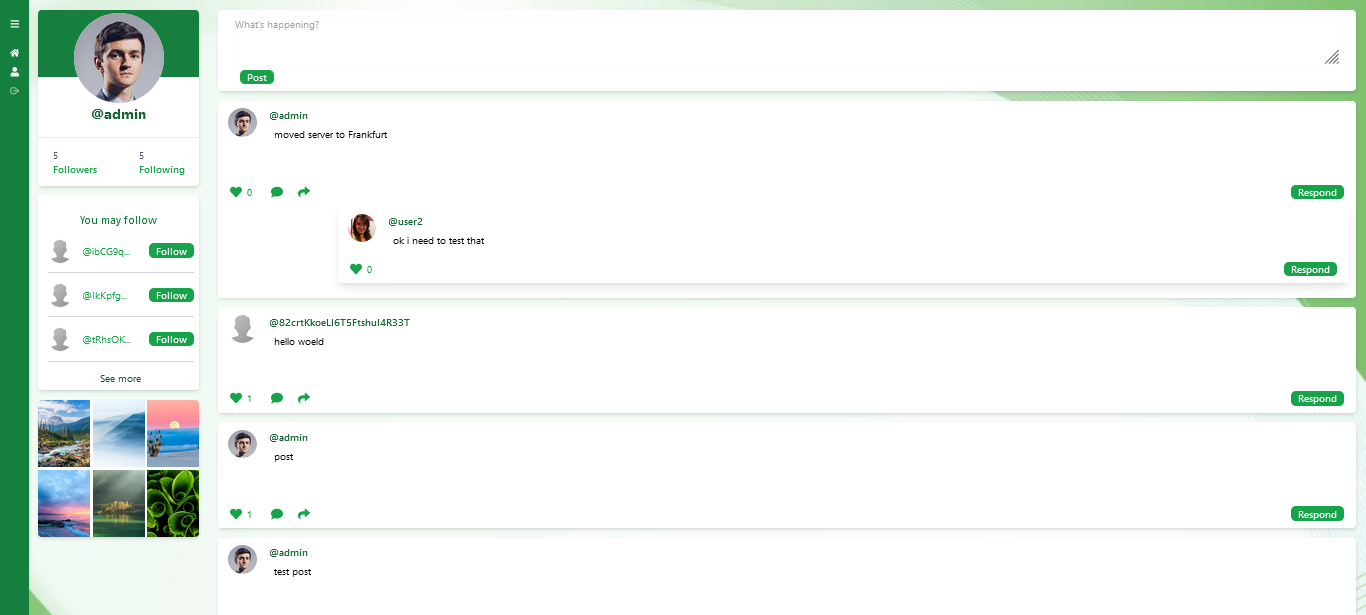 @admin
5
Followers
5
Following
You may follow
@ibCG9q...
Follow
@IkKpfg...
Follow
@tRhsOK...
Follow
See more
What's happening?
Post
@admin
moved server to Frankfurt
0
Respond
@user2
ok i need to test that
0
Respond
@82crtKkoeLI6T5Ftshul4R33T
hello woeld
1
Respond
@admin
post
1
Respond
@admin
test post